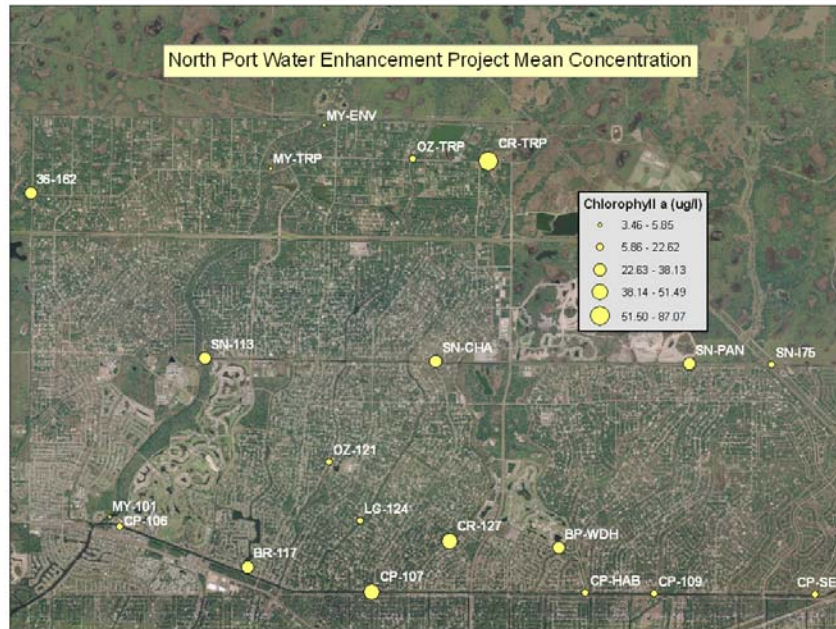 North Port Water Enhancement Project Mean Concentration
MY-ENV
OZ-TRP
CR-TRP
MY-TRP
36-162
Chlorophyll a (ug/l)
3.46 - 5.85
5.86 - 22.62
22.63 - 38.13
38.14 - 51.49
51.50 - 87.07
SN-113
SN-CHA
SN-PAN
SN-I75
OZ-121
MY-101
CP-106
LG-124
CR-127
BP-WDH
BR-117
CP-107
CP-HAB
CP-109
CP-SE